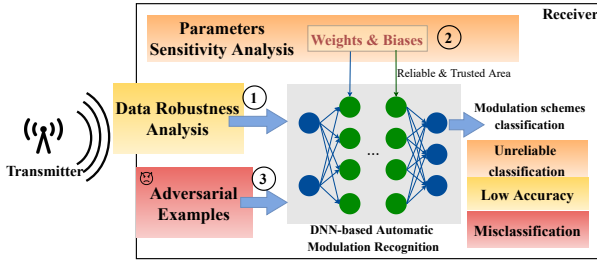 Receiver
Parameters
Sensitivity Analysis
Weights & Biases
2
Reliable & Trusted Area
Data Robustness
Analysis
1
Transmitter
Adversarial
Examples
3
...
DNN-based Automatic
Modulation Recognition
Modulation schemes
classification
Unreliable
classification
Low Accuracy
Misclassification